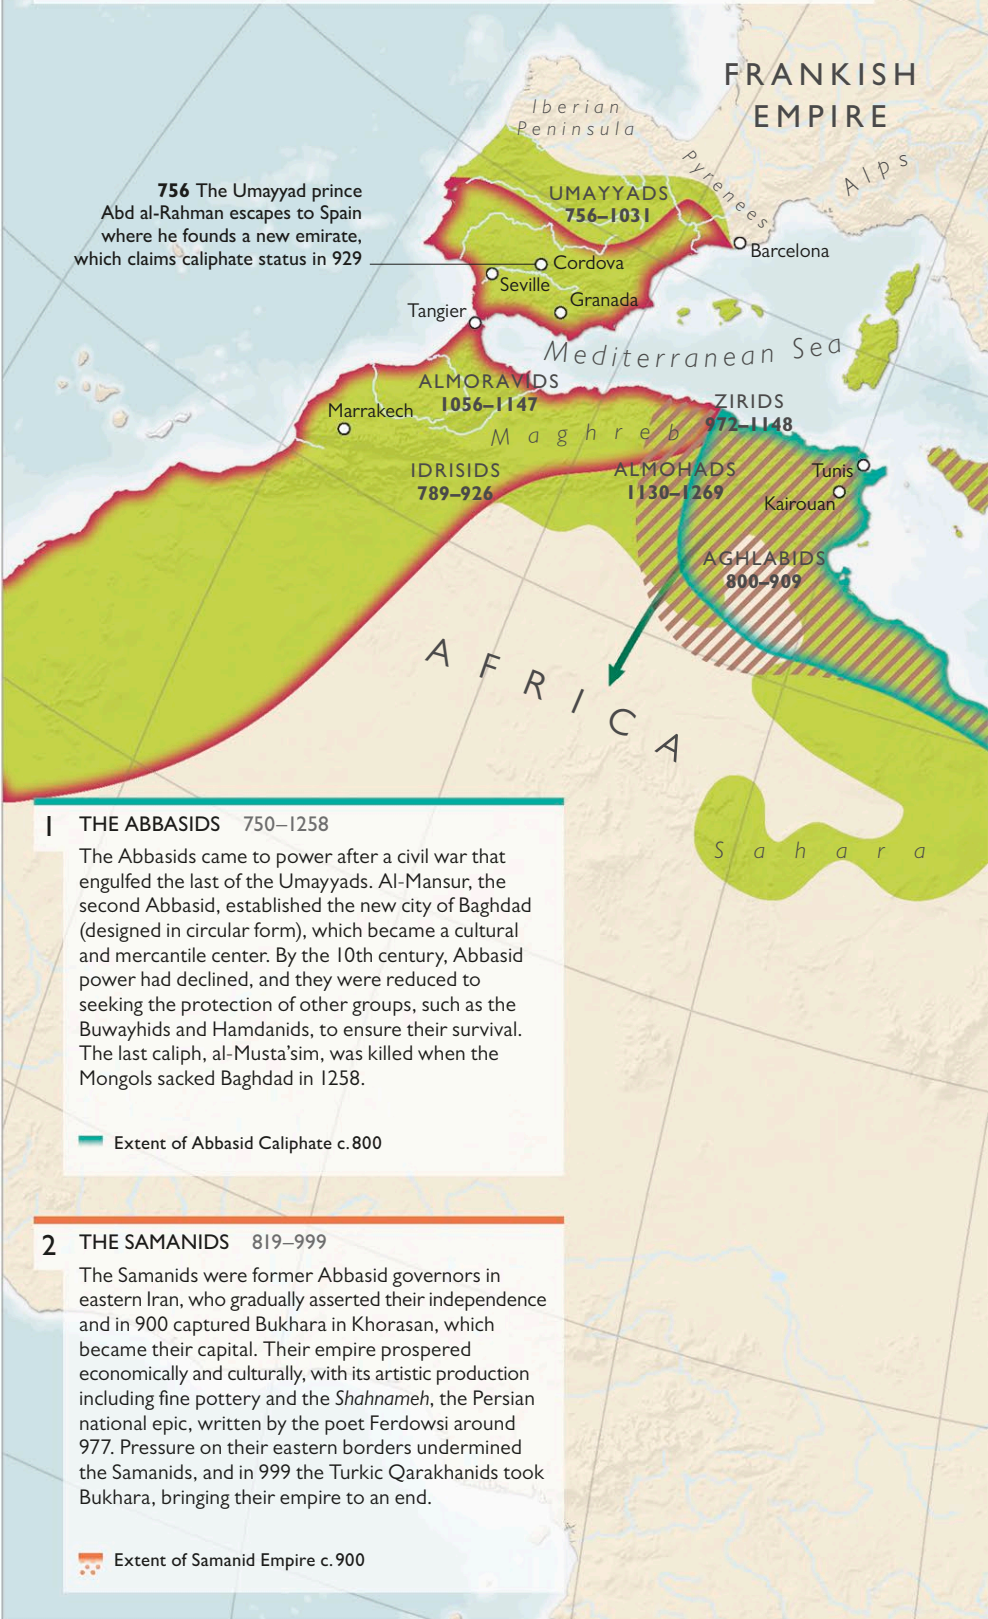 FRANKISH
EMPIRE
Iberian
Peninsula
Pyrenees
Alps
756 The Umayyad prince
Abd al-Rahman escapes to Spain
where he founds a new emirate,
which claims caliphate status in 929
UMAYYADS
756–1031
Barcelona
Cordova
Seville
Granada
Tangier
Mediterranean Sea
ALMORAVIDS
1056–1147
ZIRIDS
972–1148
Marrakech
Maghreb
IDRISIDS
789–926
ALMOHADS
1130–1269
Tunis
Kairouan
AGHLABIDS
800–909
AFRICA
Sahara
1 THE ABBASIDS 750–1258
The Abbasids came to power after a civil war that
engulfed the last of the Umayyads. Al-Mansur, the
second Abbasid, established the new city of Baghdad
(designed in circular form), which became a cultural
and mercantile center. By the 10th century, Abbasid
power had declined, and they were reduced to
seeking the protection of other groups, such as the
Buwayhids and Hamdanids, to ensure their survival.
The last caliph, al-Musta’sim, was killed when the
Mongols sacked Baghdad in 1258.
Extent of Abbasid Caliphate c.800
2 THE SAMANIDS 819–999
The Samanids were former Abbasid governors in
eastern Iran, who gradually asserted their independence
and in 900 captured Bukhara in Khorasan, which
became their capital. Their empire prospered
economically and culturally, with its artistic production
including fine pottery and the Shahnameh, the Persian
national epic, written by the poet Ferdowsi around
977. Pressure on their eastern borders undermined
the Samanids, and in 999 the Turkic Qarakhanids took
Bukhara, bringing their empire to an end.
Extent of Samanid Empire c.900